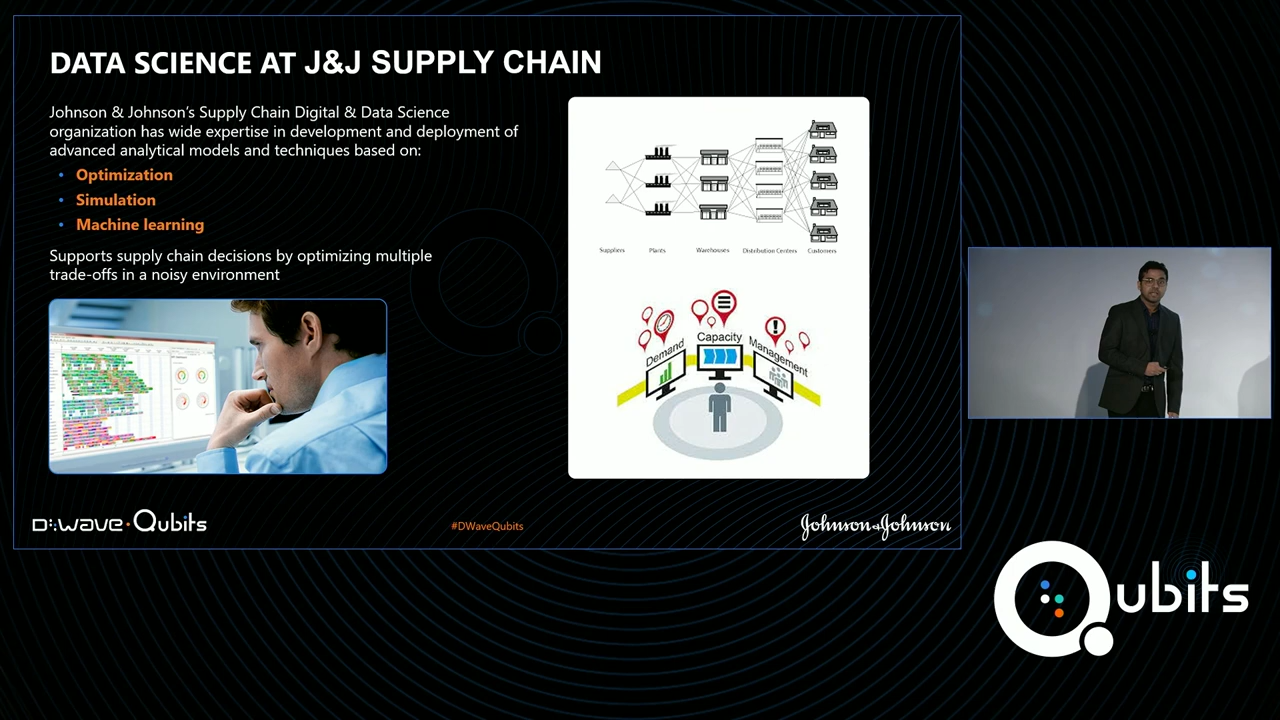 DATA SCIENCE AT J&J SUPPLY CHAIN
Johnson & Johnson's Supply Chain Digital & Data Science
organization has wide expertise in development and deployment of
advanced analytical models and techniques based on:
• Optimization
• Simulation
• Machine learning
Supports supply chain decisions by optimizing multiple
trade-offs in a noisy environment
Suppliers Plants Warehouses Distribution Centers Customers
Demand
Capacity
Management
D:wave · Qubits
#DWaveQubits
Johnson & Johnson
Qubits